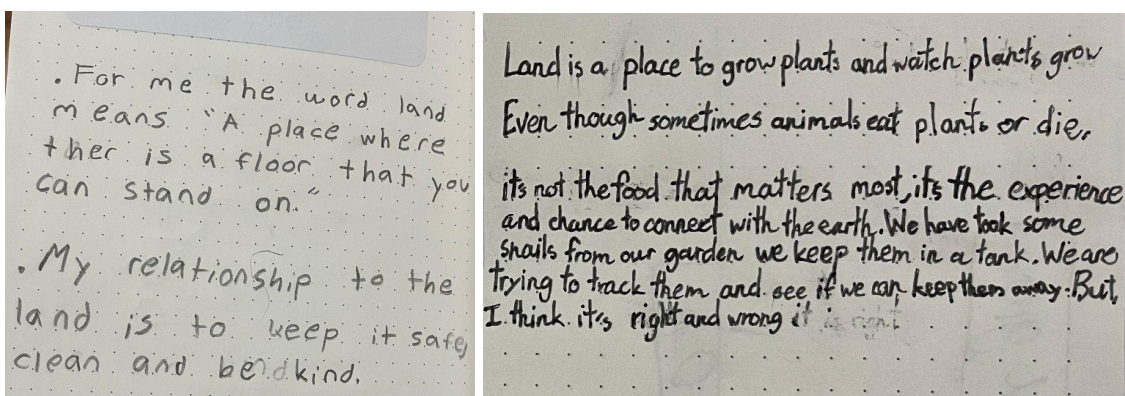 . For me the word land
means "A place where
ther is a floor that you
can stand on."
. My relationship to the
land is to keep it safe,
clean and be kind.
Land is a place to grow plants and watch plants grow
Even though sometimes animals eat plants or die,
it's not the food that matters most, it's the experience
and chance to connect with the earth. We have took some
snails from our garden we keep them in a tank. We are
trying to track them and see if we can keep them away. But,
I think it's right and wrong